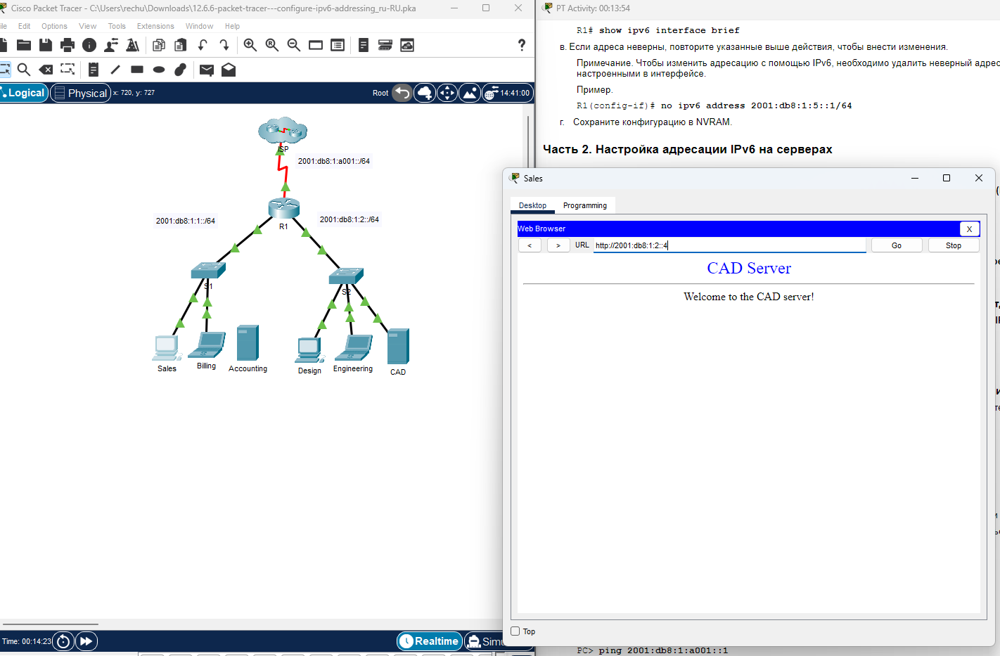 Cisco Packet Tracer - C:\Users\rechu\Downloads\12.6.6-packet-tracer---configure-ipv6-addressing_ru-RU.pka
Edit Options View Tools Extensions Window Help
?
Logical Physical x: 720, y: 727 Root 14:41:00
ISP
2001:db8:1:a001::/64
2001:db8:1:1::/64
2001:db8:1:2::/64
R1
S1
S2
Sales
Billing
Accounting
Design
Engineering
CAD
Time: 00:14:23 Realtime
PT Activity: 00:13:54
R1# show ipv6 interface brief
в. Если адреса неверны, повторите указанные выше действия, чтобы внести изменения.
Примечание. Чтобы изменить адресацию с помощью IPv6, необходимо удалить неверный
настроенными в интерфейсе.
Пример.
R1(config-if)# no ipv6 address 2001:db8:1:5::1/64
г. Сохраните конфигурацию в NVRAM.
Часть 2. Настройка адресации IPv6 на серверах
Sales
Desktop Programming
Web Browser X
< > URL http://2001:db8:1:2::4 Go Stop
CAD Server
Welcome to the CAD server!
Top
PC> ping 2001:db8:1:a001::1